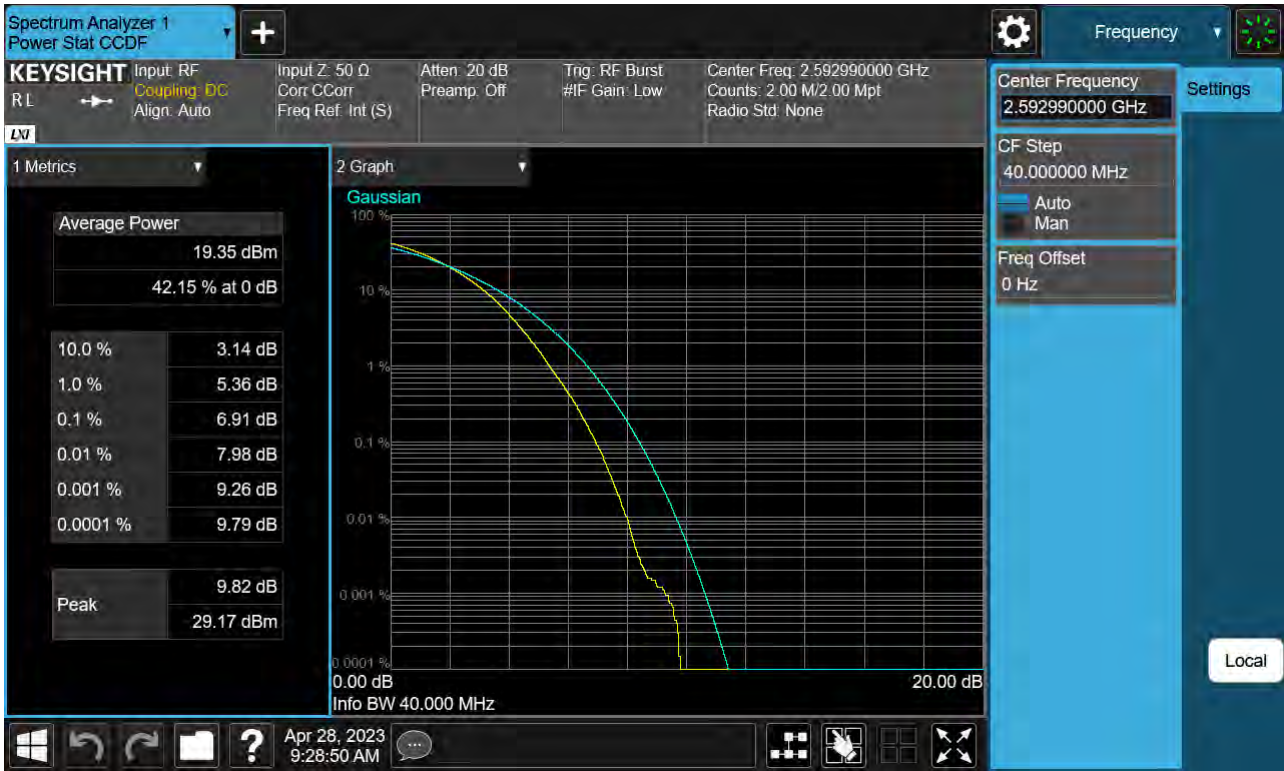 Spectrum Analyzer 1
Power Stat CCDF
+
Frequency
KEYSIGHT
RL
LXI
Input: RF
Coupling: DC
Align: Auto
Input Z: 50 Ω
Corr CCorr
Freq Ref: Int (S)
Atten: 20 dB
Preamp: Off
Trig: RF Burst
#IF Gain: Low
Center Freq: 2.592990000 GHz
Counts: 2.00 M/2.00 Mpt
Radio Std: None
Center Frequency
2.592990000 GHz
Settings
CF Step
40.000000 MHz
Auto
Man
Freq Offset
0 Hz
1 Metrics
Average Power
19.35 dBm
42.15 % at 0 dB
10.0 % 3.14 dB
1.0 % 5.36 dB
0.1 % 6.91 dB
0.01 % 7.98 dB
0.001 % 9.26 dB
0.0001 % 9.79 dB
Peak
9.82 dB
29.17 dBm
2 Graph
Gaussian
100 %
10 %
1 %
0.1 %
0.01 %
0.001 %
0.0001 %
0.00 dB 20.00 dB
Info BW 40.000 MHz
Local
?
Apr 28, 2023
9:28:50 AM